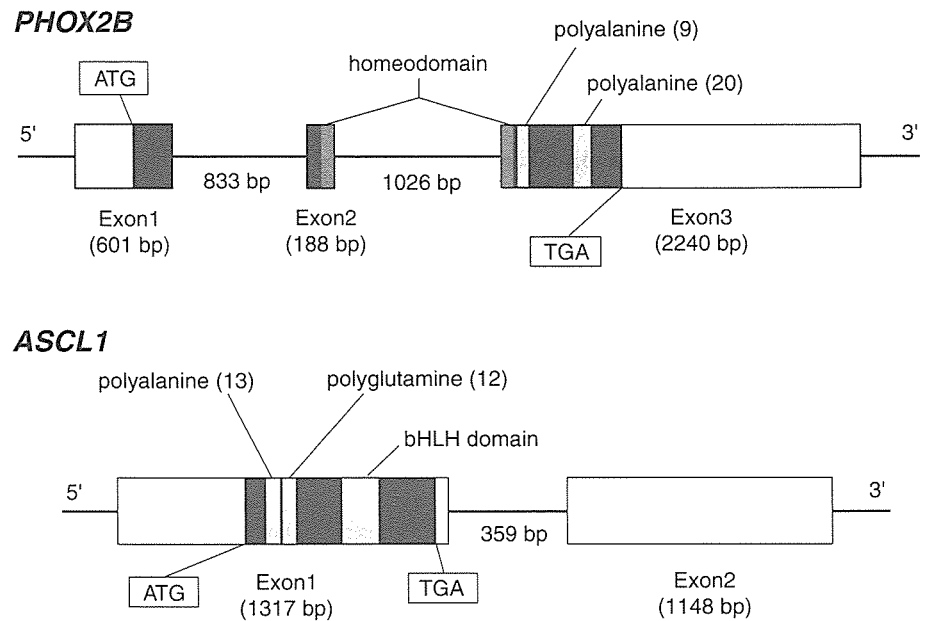 PHOX2B
polyalanine (9)
homeodomain
polyalanine (20)
ATG
5'
3'
833 bp
1026 bp
Exon1
(601 bp)
Exon2
(188 bp)
Exon3
(2240 bp)
TGA
ASCL1
polyalanine (13)
polyglutamine (12)
bHLH domain
5'
3'
359 bp
ATG
Exon1
(1317 bp)
TGA
Exon2
(1148 bp)